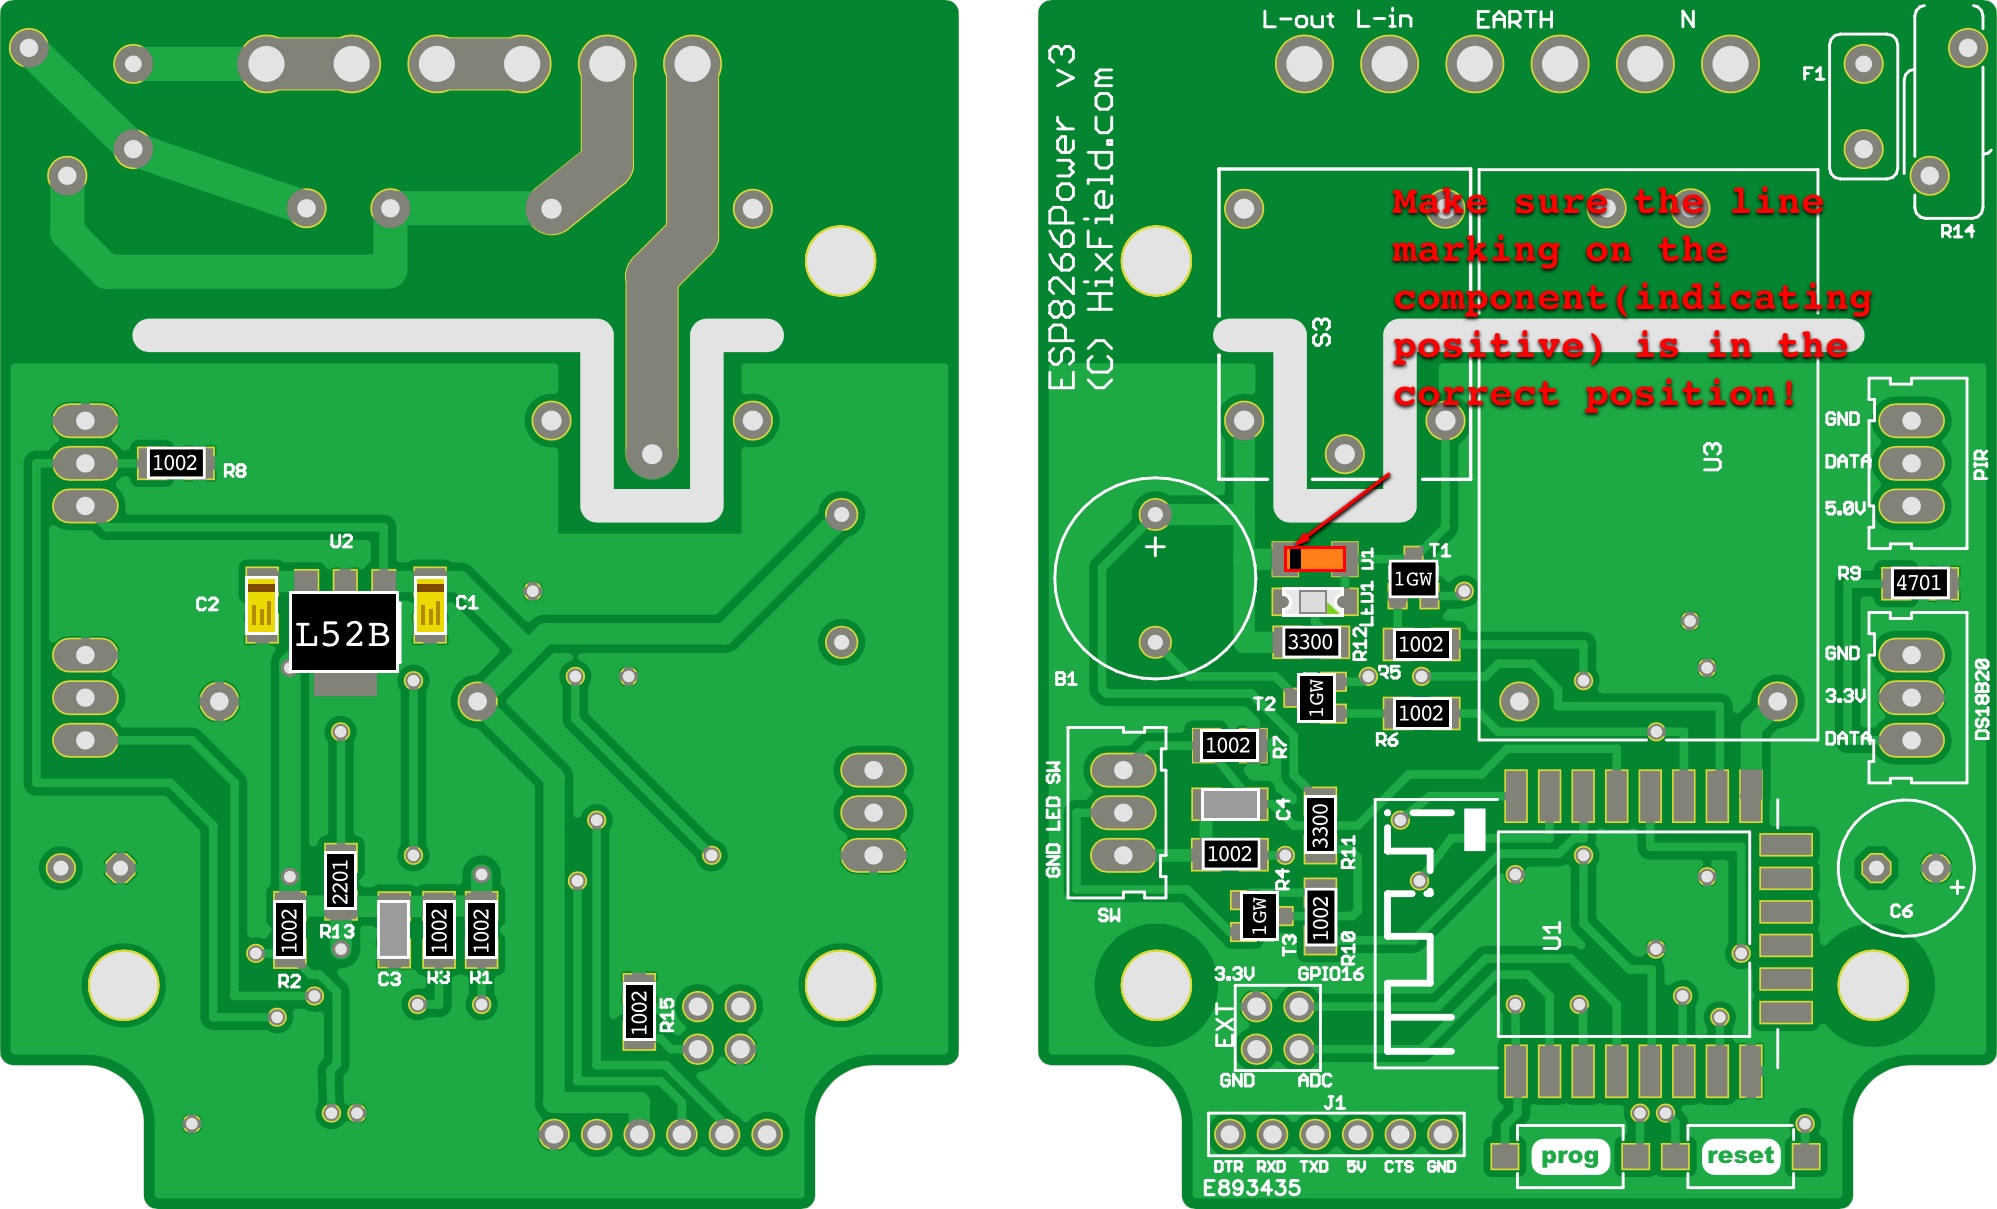 1002
R8
U2
C2
C1
L52B
2201
R13
1002
R2
C3
1002
R3
1002
R1
1002
R15
L-out L-in EARTH N
ESP8266Power v3
(C) HixField.com
F1
R14
Make sure the line
marking on the
component(indicating
positive) is in the
correct position!
S3
U3
GND
DATA
5.0V
PIR
R9
4701
GND
3.3V
DATA
DS18B20
+
B1
D1
T1
1GW
LED1
3300
R12
1002
R5
T2
1GW
1002
R6
1002
R7
SW
LED
GND
SW
C4
1002
R4
3300
R11
1GW
T3
1002
R10
U1
C6
+
3.3V
GPIO16
EXT
GND
ADC
J1
DTR RXD TXD 5V CTS GND
E893435
prog
reset